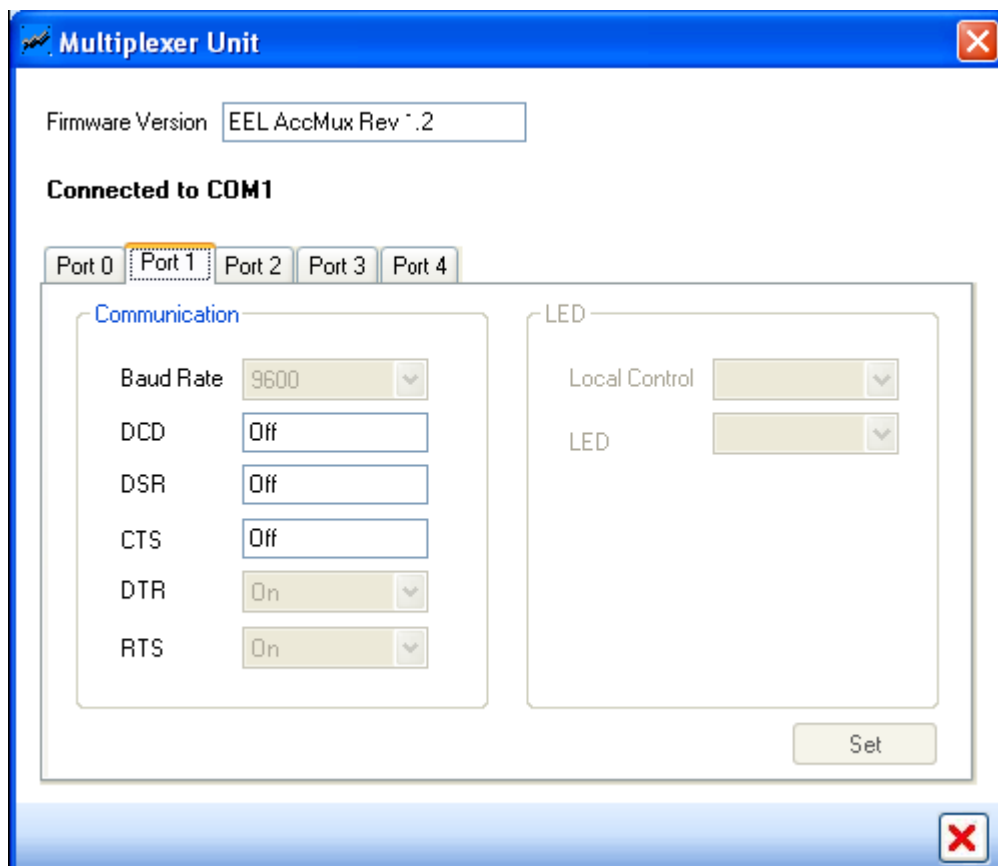 Multiplexer Unit
Firmware Version EEL AccMux Rev 1.2
Connected to COM1
Port 0 Port 1 Port 2 Port 3 Port 4
Communication
Baud Rate 9600
DCD Off
DSR Off
CTS Off
DTR On
RTS On
LED
Local Control
LED
Set